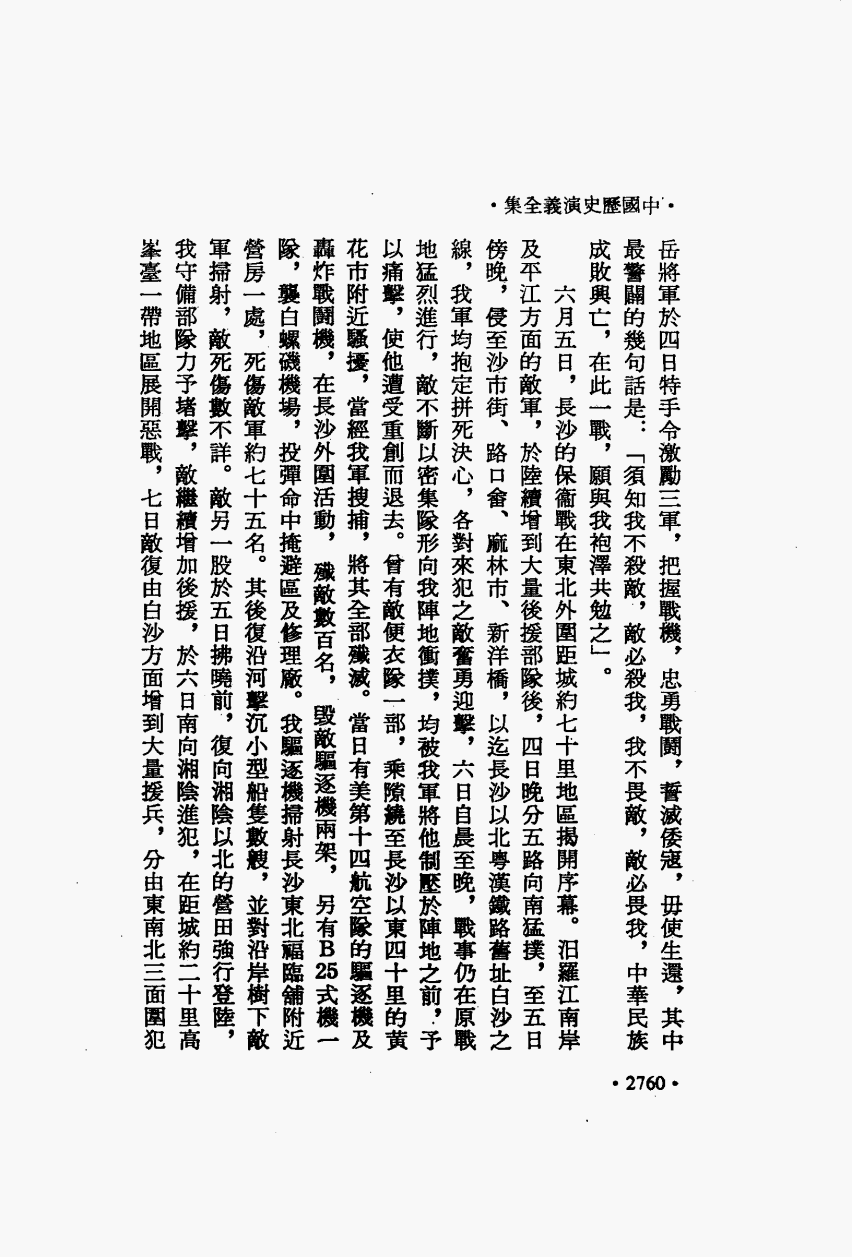 ·中國歷史演義全集·
岳將軍於四日特手令激勵三軍，把握戰機，忠勇戰鬪，誓滅倭寇，毋使生還，其中
最警闢的幾句話是：「須知我不殺敵，敵必殺我，我不畏敵，敵必畏我，中華民族
成敗興亡，在此一戰，願與我袍澤共勉之」。
六月五日，長沙的保衞戰在東北外圍距城約七十里地區揭開序幕。汨羅江南岸
及平江方面的敵軍，於陸續增到大量後援部隊後，四日晚分五路向南猛撲，至五日
傍晚，侵至沙市街、路口畬、麻林市、新洋橋，以迄長沙以北粵漢鐵路舊址白沙之
線，我軍均抱定拼死決心，各對來犯之敵奮勇迎擊，六日自晨至晚，戰事仍在原戰
地猛烈進行，敵不斷以密集隊形向我陣地衝撲，均被我軍將他制壓於陣地之前，予
以痛擊，使他遭受重創而退去。曾有敵便衣隊一部，乘隙繞至長沙以東四十里的黄
花市附近騷擾，當經我軍搜捕，將其全部殲滅。當日有美第十四航空隊的驅逐機及
轟炸戰鬪機，在長沙外圍活動，殲敵數百名，毀敵驅逐機兩架，另有B25式機一
隊，襲白螺磯機場，投彈命中掩避區及修理廠。我驅逐機掃射長沙東北福臨舖附近
營房一處，死傷敵軍約七十五名。其後復沿河擊沉小型船隻數艘，並對沿岸樹下敵
軍掃射，敵死傷數不詳。敵另一股於五日拂曉前，復向湘陰以北的營田強行登陸，
我守備部隊力予堵擊，敵繼續增加後援，於六日南向湘陰進犯，在距城約二十里高
峯臺一帶地區展開惡戰，七日敵復由白沙方面增到大量援兵，分由東南北三面圍犯
·2760·